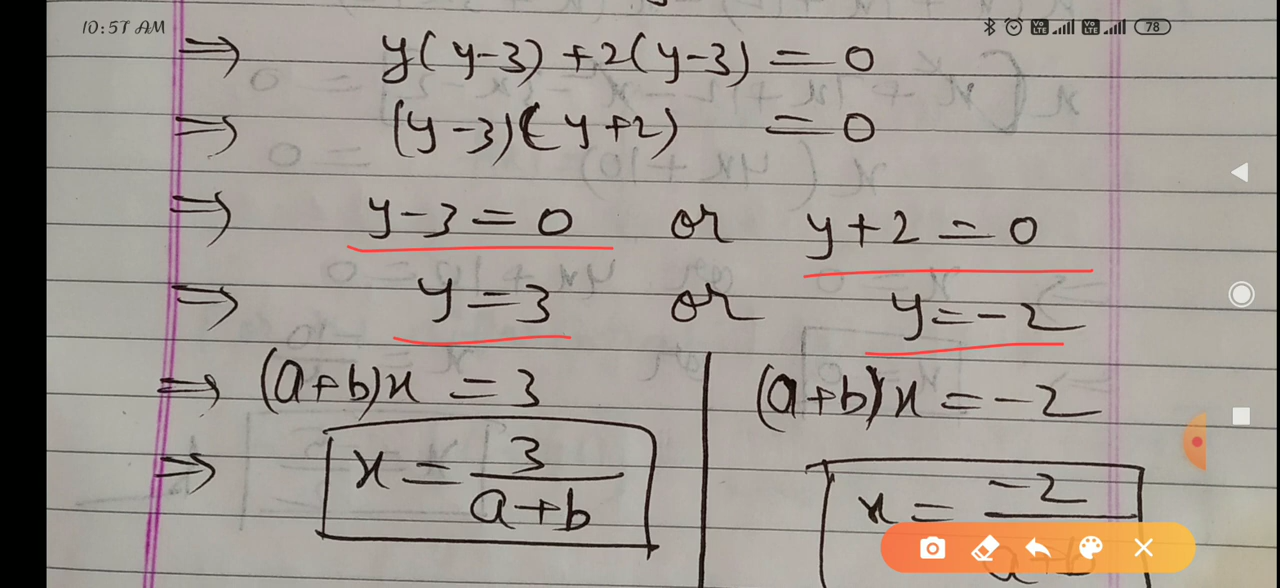 10:57 AM 78
⇒ y(y-3)+2(y-3) = 0
⇒ (y-3)(y+2) = 0
⇒ y-3=0 or y+2=0
⇒ y=3 or y=-2
⇒ (a+b)x = 3 (a+b)x = -2
⇒ x = 3/(a+b) x = -2/(a+b)